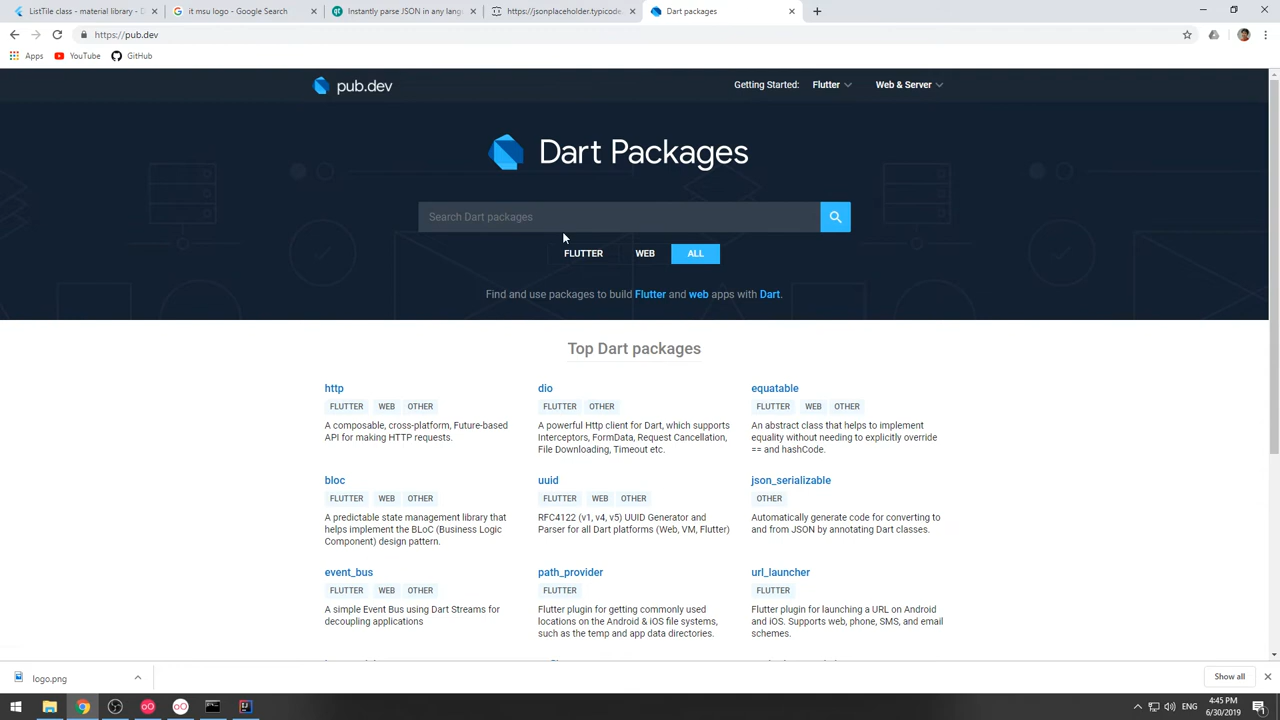 ListTile class - material library - D
it msu logo - Google Search
Instantly parse JSON in any lang
https://jsonplaceholder.typicode.
Dart packages
https://pub.dev
Apps
YouTube
GitHub
pub.dev
Getting Started:
Flutter
Web & Server
Dart Packages
Search Dart packages
FLUTTER
WEB
ALL
Find and use packages to build Flutter and web apps with Dart.
Top Dart packages
http
FLUTTER WEB OTHER
A composable, cross-platform, Future-based
API for making HTTP requests.
dio
FLUTTER OTHER
A powerful Http client for Dart, which supports
Interceptors, FormData, Request Cancellation,
File Downloading, Timeout etc.
equatable
FLUTTER WEB OTHER
An abstract class that helps to implement
equality without needing to explicitly override
== and hashCode.
bloc
FLUTTER WEB OTHER
A predictable state management library that
helps implement the BLoC (Business Logic
Component) design pattern.
uuid
FLUTTER WEB OTHER
RFC4122 (v1, v4, v5) UUID Generator and
Parser for all Dart platforms (Web, VM, Flutter)
json_serializable
OTHER
Automatically generate code for converting to
and from JSON by annotating Dart classes.
event_bus
FLUTTER WEB OTHER
A simple Event Bus using Dart Streams for
decoupling applications
path_provider
FLUTTER
Flutter plugin for getting commonly used
locations on the Android & iOS file systems,
such as the temp and app data directories.
url_launcher
FLUTTER
Flutter plugin for launching a URL on Android
and iOS. Supports web, phone, SMS, and email
schemes.
logo.png
Show all
ENG
4:45 PM
6/30/2019